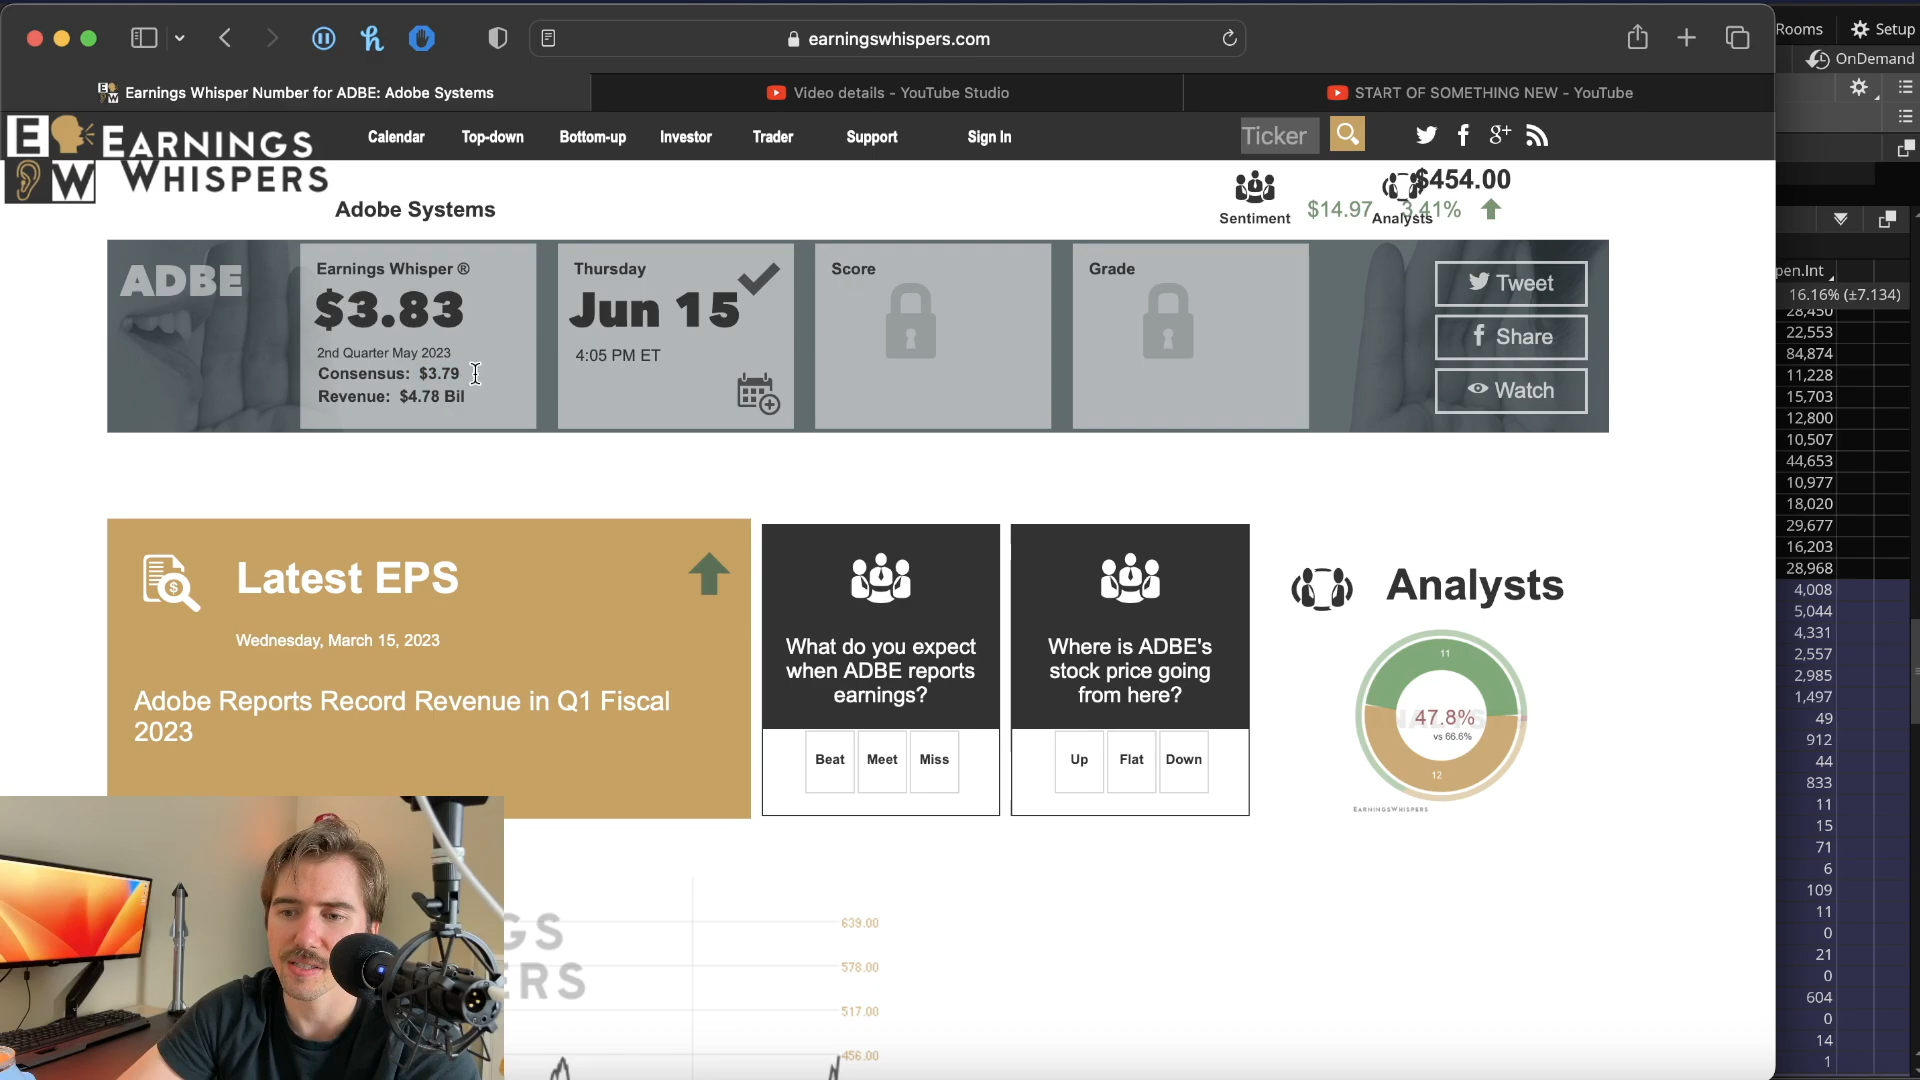 earningswhispers.com
Rooms
Setup
OnDemand
Earnings Whisper Number for ADBE: Adobe Systems
Video details - YouTube Studio
START OF SOMETHING NEW - YouTube
E W EARNINGS WHISPERS
Calendar
Top-down
Bottom-up
Investor
Trader
Support
Sign In
Ticker
Adobe Systems
Sentiment
Analysts
$454.00
$14.97
3.41%
ADBE
Earnings Whisper ®
$3.83
2nd Quarter May 2023
Consensus: $3.79
Revenue: $4.78 Bil
Thursday
Jun 15
4:05 PM ET
Score
Grade
Tweet
Share
Watch
Latest EPS
Wednesday, March 15, 2023
Adobe Reports Record Revenue in Q1 Fiscal
2023
What do you expect
when ADBE reports
earnings?
Beat
Meet
Miss
Where is ADBE's
stock price going
from here?
Up
Flat
Down
Analysts
11
47.8%
vs 66.6%
12
EARNINGSWHISPERS
GS
ERS
639.00
578.00
517.00
456.00
pen.Int
16.16% (±7.134)
28,450
22,553
84,874
11,228
15,703
12,800
10,507
44,653
10,977
18,020
29,677
16,203
28,968
4,008
5,044
4,331
2,557
2,985
1,497
49
912
44
833
11
15
71
6
109
11
0
21
0
604
0
14
1